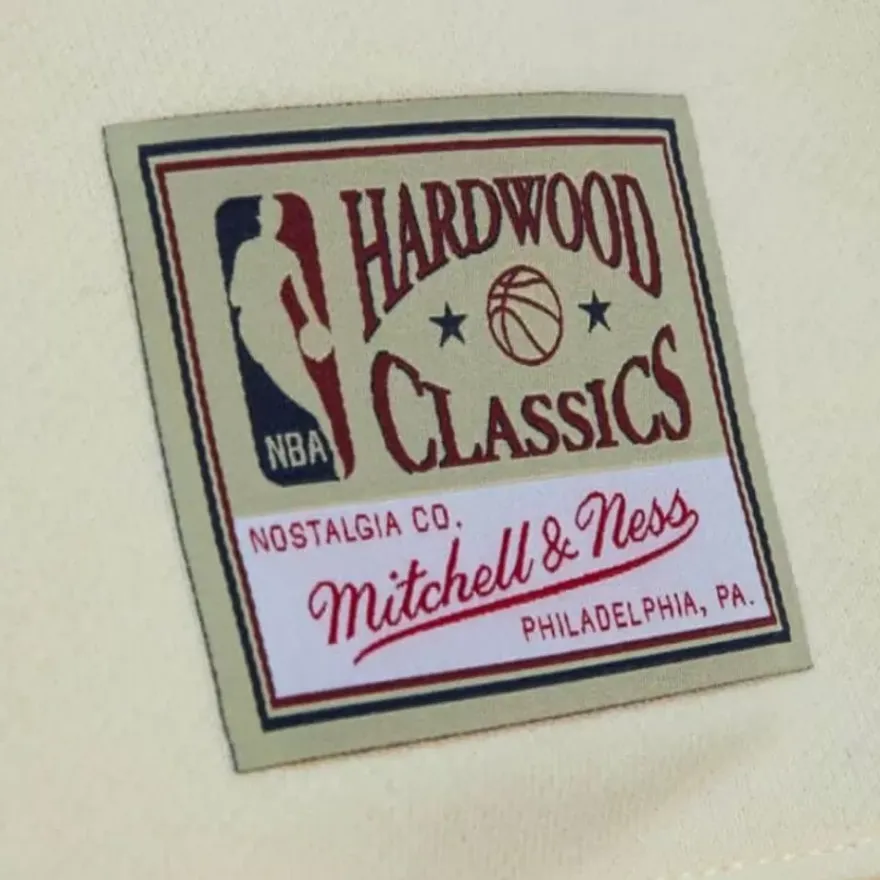 HARDWOOD
CLASSICS
NBA
NOSTALGIA CO.
Mitchell & Ness
PHILADELPHIA, PA.